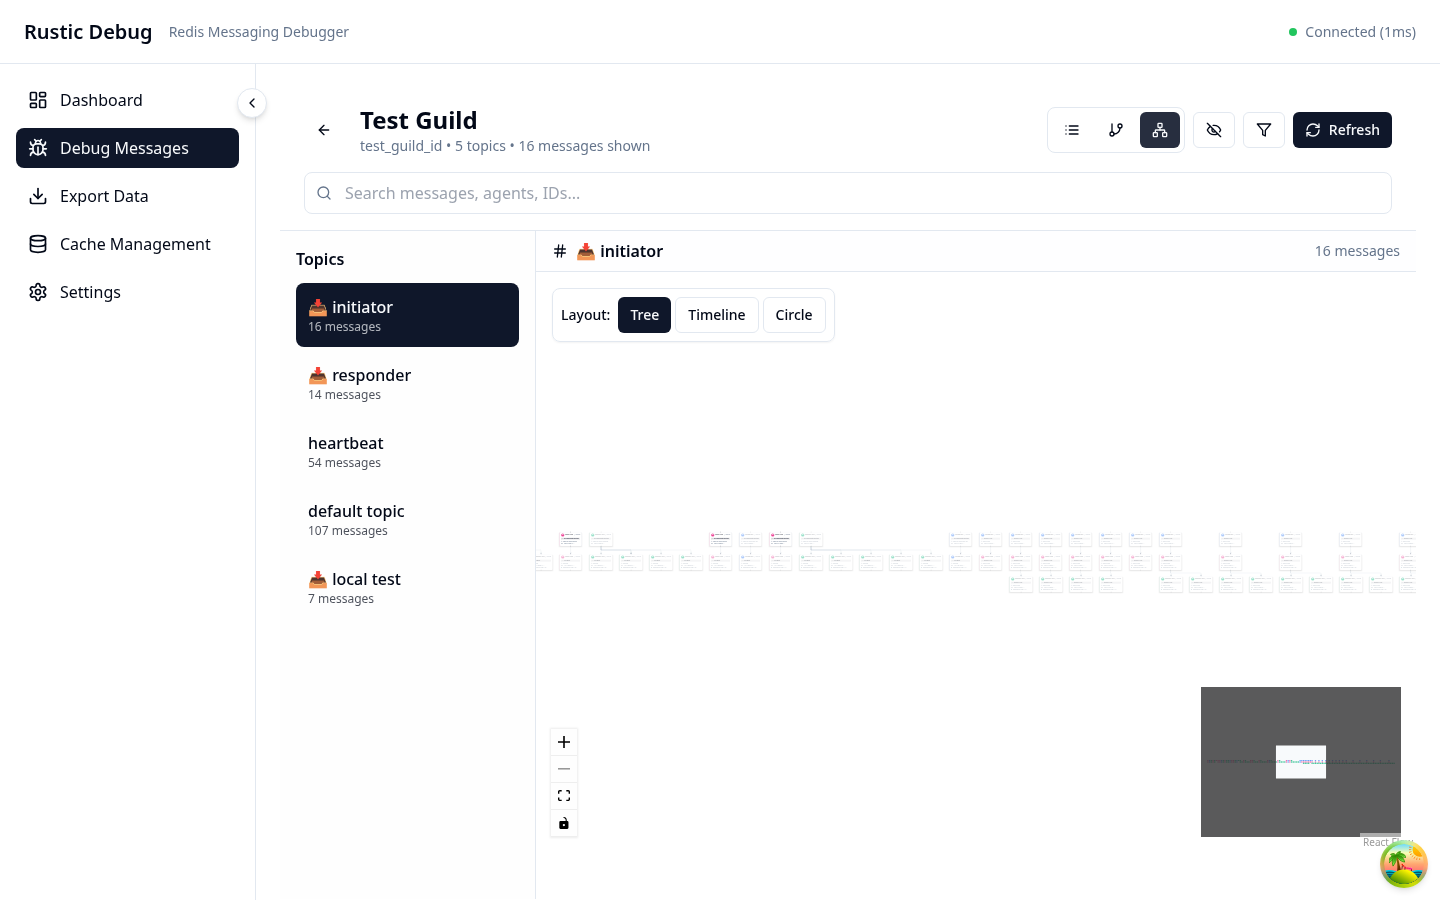 Rustic Debug
Redis Messaging Debugger
Connected (1ms)
Dashboard
Debug Messages
Export Data
Cache Management
Settings
Test Guild
test_guild_id • 5 topics • 16 messages shown
Refresh
Search messages, agents, IDs...
Topics
📥 initiator
16 messages
📥 responder
14 messages
heartbeat
54 messages
default topic
107 messages
📥 local test
7 messages
# 📥 initiator
16 messages
Layout:
Tree
Timeline
Circle
React